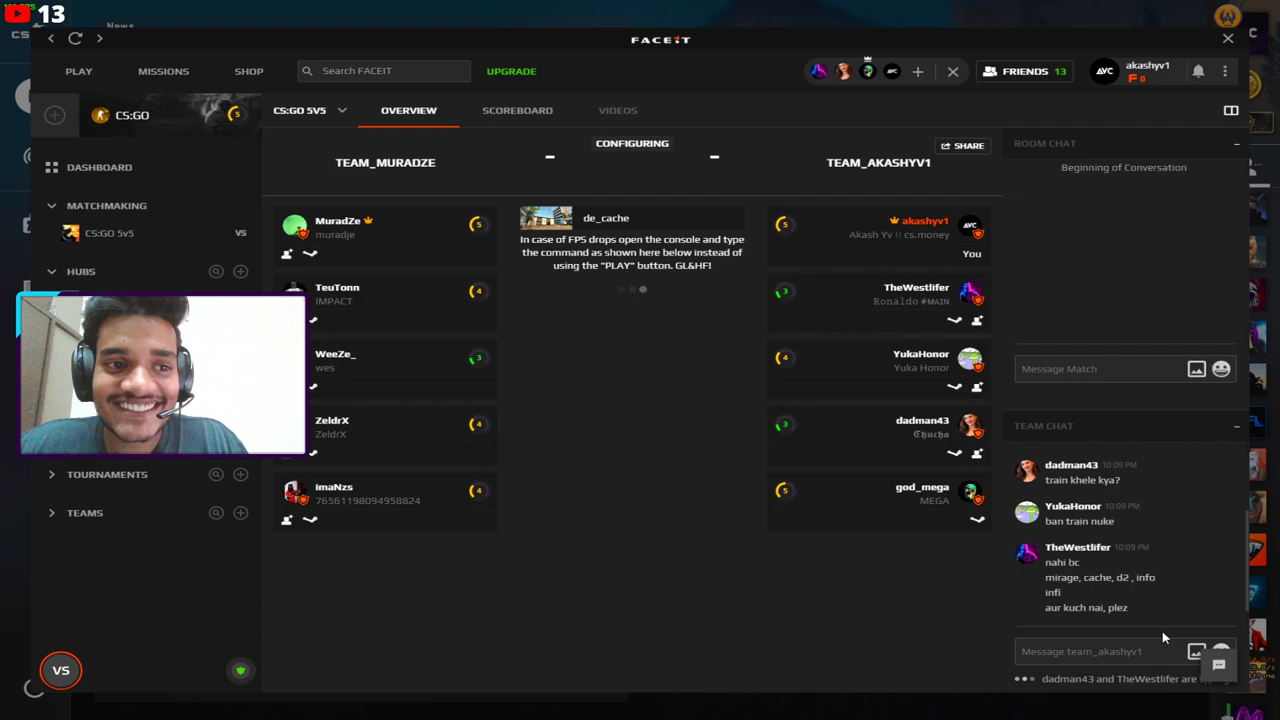 13
News
FACEIT
PLAY
MISSIONS
SHOP
Search FACEIT
UPGRADE
FRIENDS 13
AVC
akashyv1
F 0
CS:GO
5
CS:GO 5V5
OVERVIEW
SCOREBOARD
VIDEOS
DASHBOARD
MATCHMAKING
CS:GO 5v5
VS
HUBS
TOURNAMENTS
TEAMS
VS
TEAM_MURADZE
-
CONFIGURING
-
TEAM_AKASHYV1
SHARE
MuradZe
muradje
5
TeuTonn
IMPACT
4
WeeZe_
wes
3
ZeldrX
ZeldrX
4
imaNzs
76561198094958824
4
de_cache
In case of FPS drops open the console and type
the command as shown here below instead of
using the "PLAY" button. GL&HF!
5
akashyv1
Akash Yv || cs.money
AVC
You
3
TheWestlifer
Ronaldo #MAIN
4
YukaHonor
Yuka Honor
3
dadman43
Chucha
5
god_mega
MEGA
ROOM CHAT
Beginning of Conversation
Message Match
TEAM CHAT
dadman43 10:09 PM
train khele kya?
YukaHonor 10:09 PM
ban train nuke
TheWestlifer 10:09 PM
nahi bc
mirage, cache, d2 , info
infi
aur kuch nai, plez
Message team_akashyv1
dadman43 and TheWestlifer are